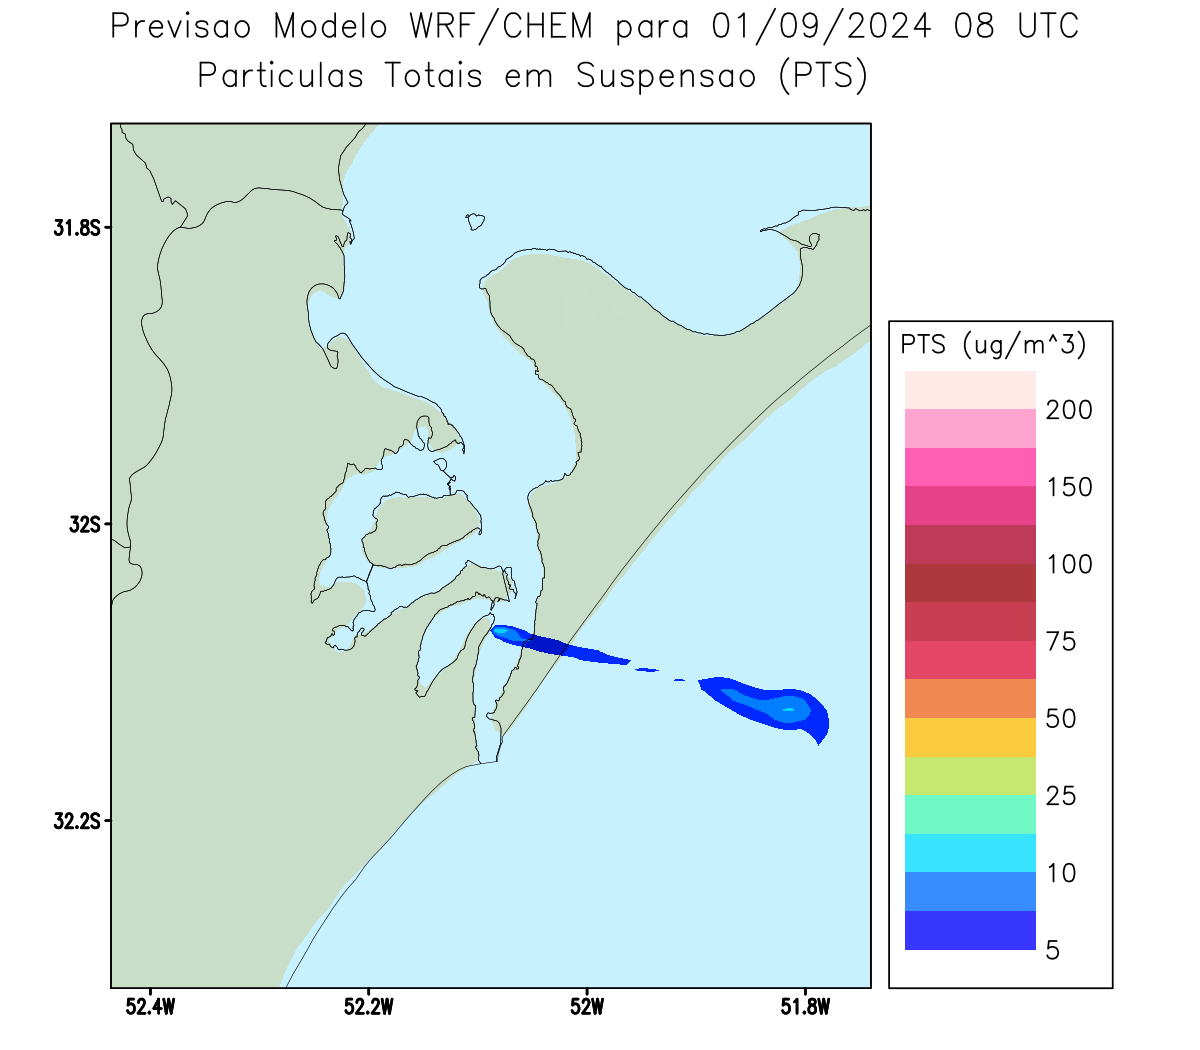 Previsao Modelo WRF/CHEM para 01/09/2024 08 UTC
Particulas Totais em Suspensao (PTS)
31.8S
32S
32.2S
52.4W
52.2W
52W
51.8W
PTS (ug/m^3)
200
150
100
75
50
25
10
5